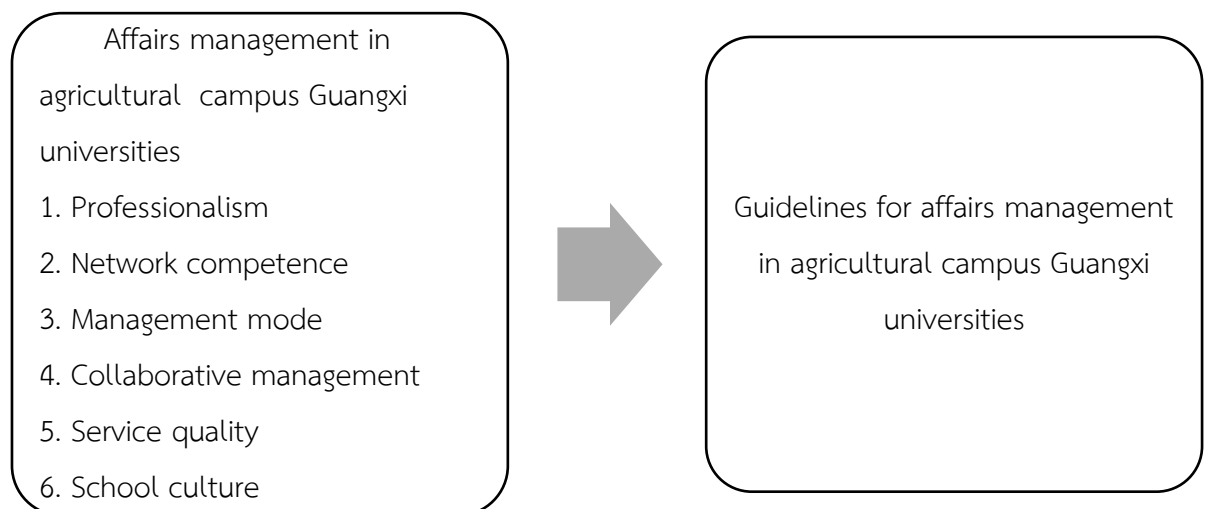 Affairs management in
agricultural campus Guangxi
universities
1. Professionalism
2. Network competence
3. Management mode
4. Collaborative management
5. Service quality
6. School culture
Guidelines for affairs management
in agricultural campus Guangxi
universities